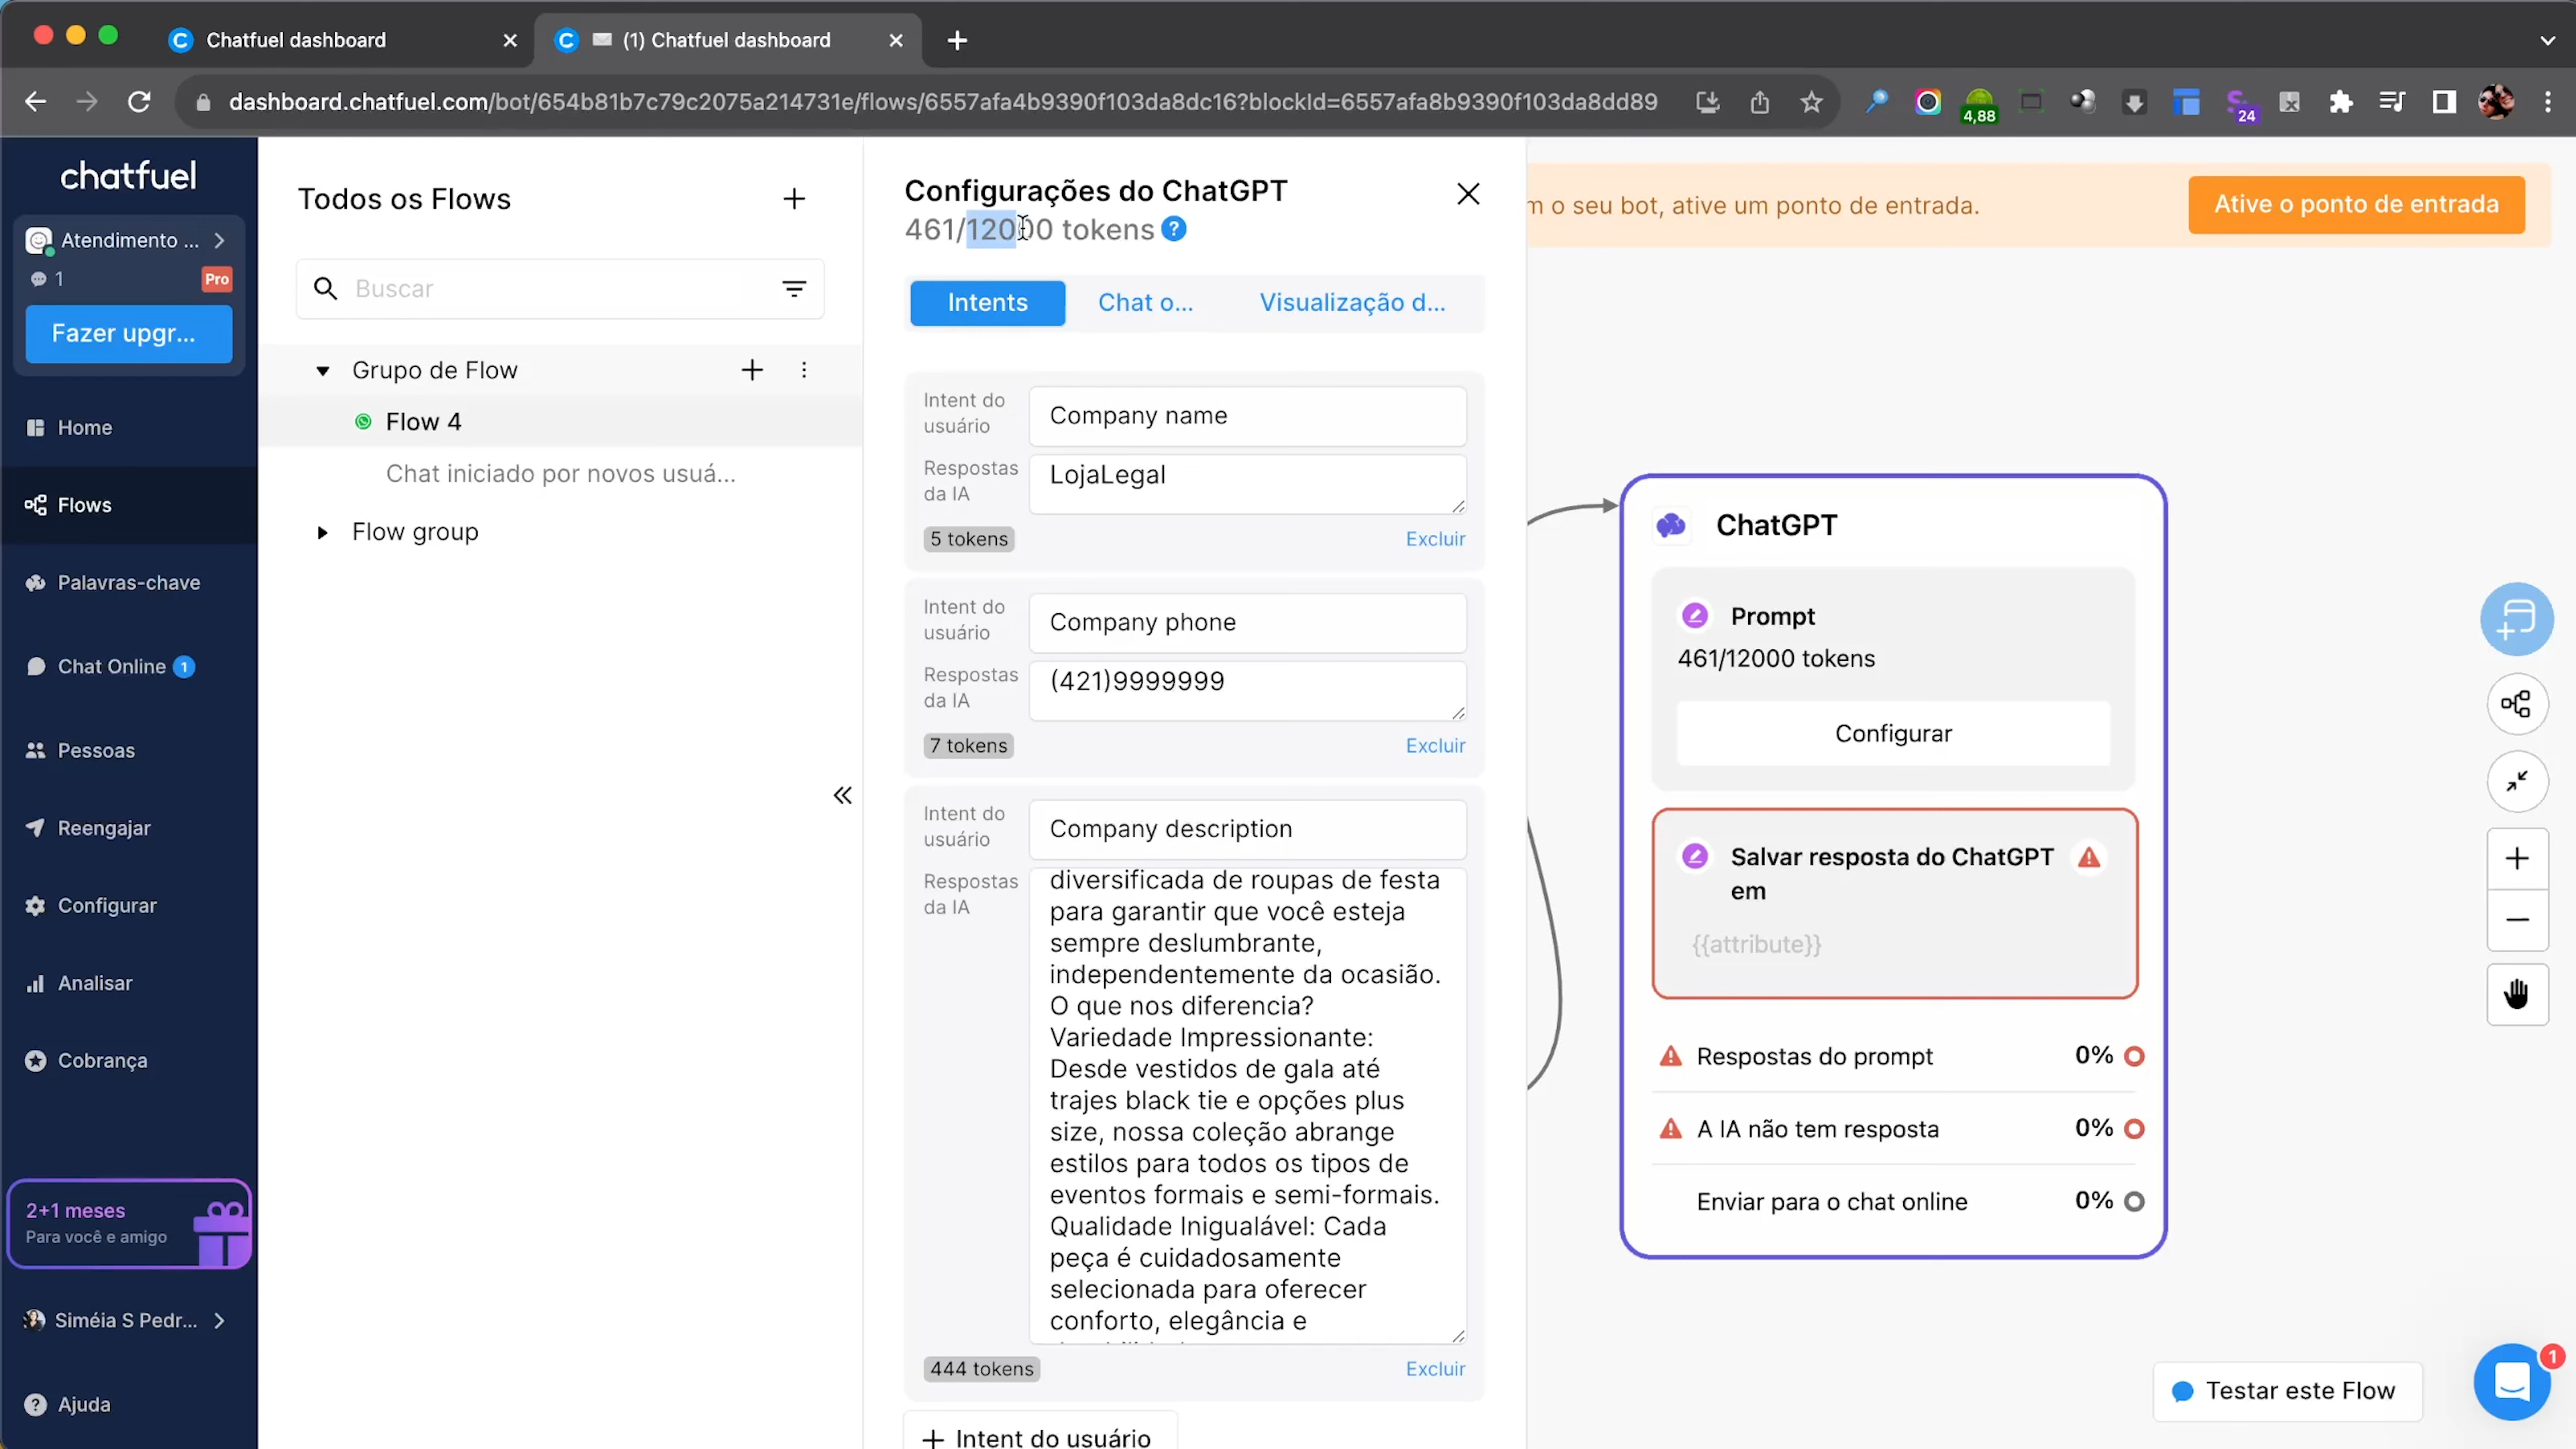 Chatfuel dashboard
(1) Chatfuel dashboard
dashboard.chatfuel.com/bot/654b81b7c79c2075a214731e/flows/6557afa4b9390f103da8dc16?blockId=6557afa8b9390f103da8dd89
4,88
24
chatfuel
Atendimento ...
1
Pro
Fazer upgr...
Home
Flows
Palavras-chave
Chat Online 1
Pessoas
Reengajar
Configurar
Analisar
Cobrança
2+1 meses
Para você e amigo
Siméia S Pedr...
Ajuda
Todos os Flows
Buscar
Grupo de Flow
Flow 4
Chat iniciado por novos usuá...
Flow group
Configurações do ChatGPT
461/12000 tokens ?
Intents
Chat o...
Visualização d...
Intent do
usuário
Company name
Respostas
da IA
LojaLegal
5 tokens
Excluir
Intent do
usuário
Company phone
Respostas
da IA
(421)9999999
7 tokens
Excluir
Intent do
usuário
Company description
Respostas
da IA
diversificada de roupas de festa
para garantir que você esteja
sempre deslumbrante,
independentemente da ocasião.
O que nos diferencia?
Variedade Impressionante:
Desde vestidos de gala até
trajes black tie e opções plus
size, nossa coleção abrange
estilos para todos os tipos de
eventos formais e semi-formais.
Qualidade Inigualável: Cada
peça é cuidadosamente
selecionada para oferecer
conforto, elegância e
444 tokens
Excluir
+ Intent do usuário
m o seu bot, ative um ponto de entrada.
Ative o ponto de entrada
ChatGPT
Prompt
461/12000 tokens
Configurar
Salvar resposta do ChatGPT
em
{{attribute}}
Respostas do prompt
0%
A IA não tem resposta
0%
Enviar para o chat online
0%
Testar este Flow
1